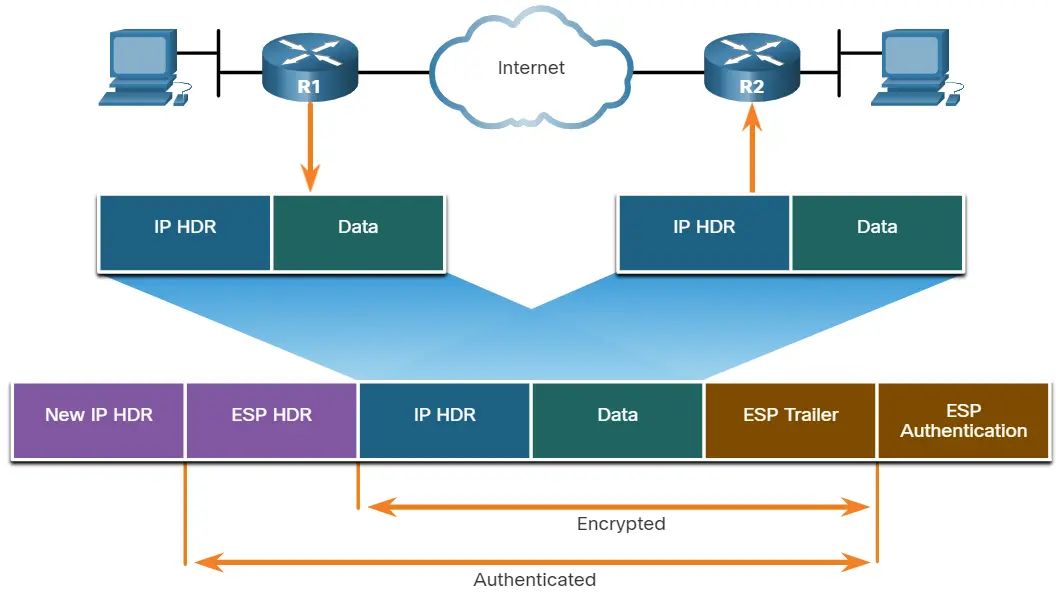 Internet
R1
R2
IP HDR
Data
IP HDR
Data
New IP HDR
ESP HDR
IP HDR
Data
ESP Trailer
ESP
Authentication
Encrypted
Authenticated